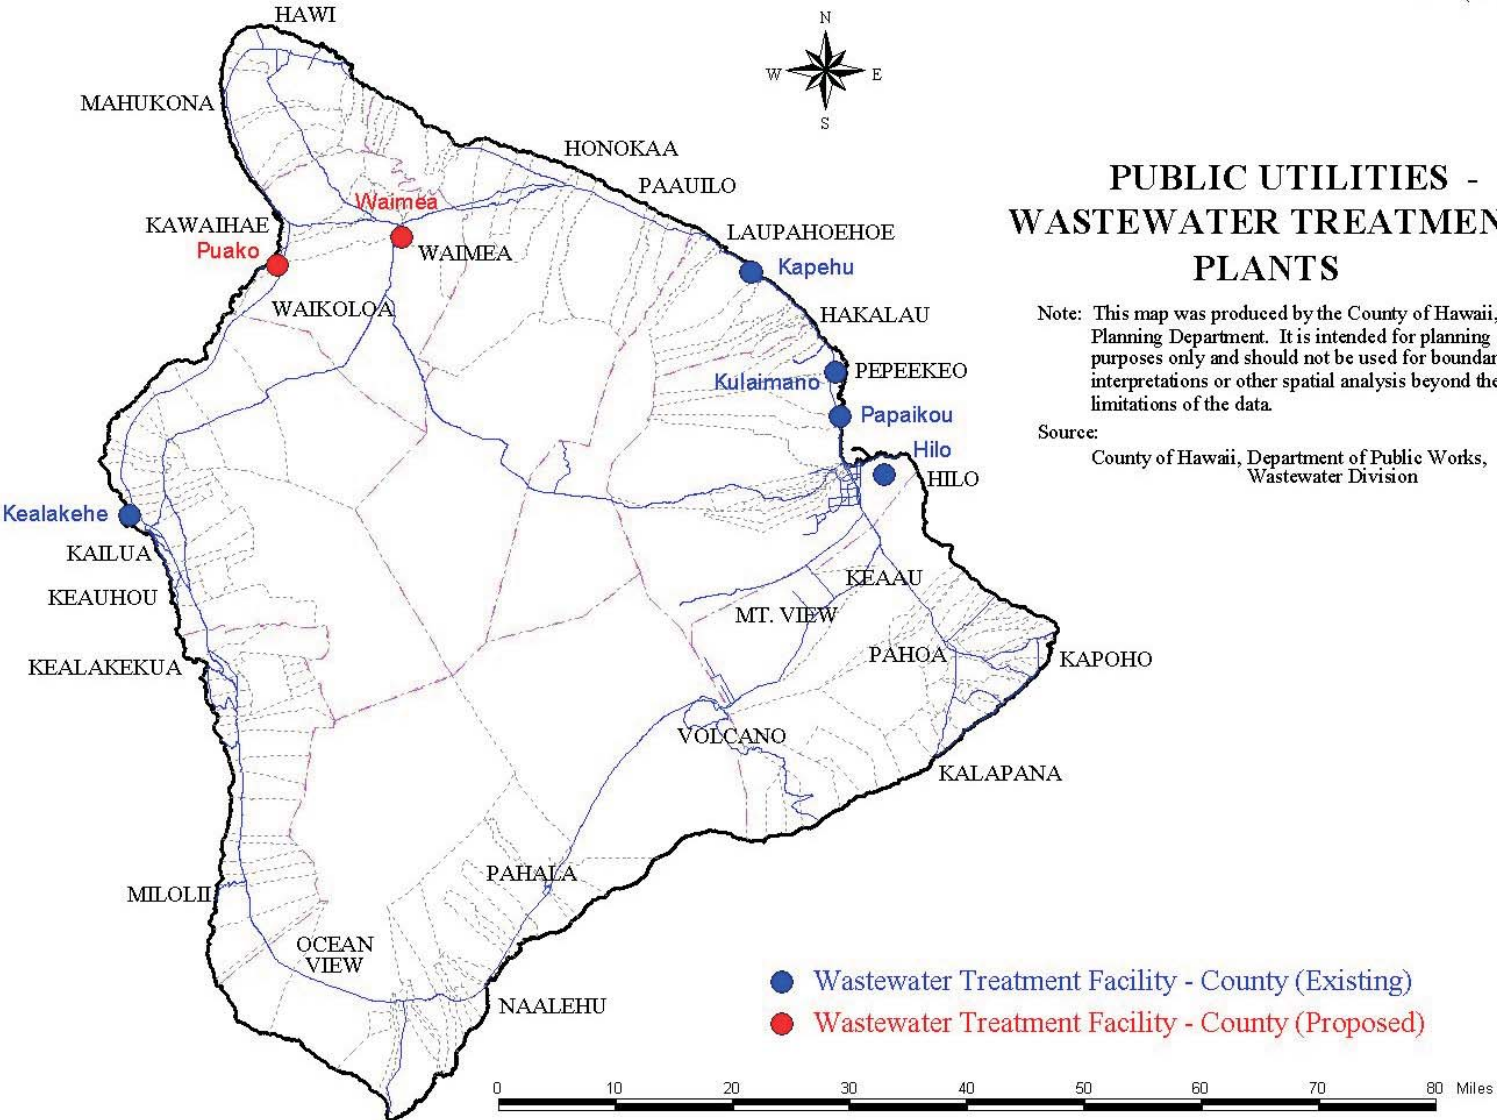 HAWI
N
W E
S
MAHUKONA
HONOKAA
PAAUILO
PUBLIC UTILITIES -
WASTEWATER TREATMEN
PLANTS
Waimea
KAWAIHAE
LAUPAHOEHOE
Puako
WAIMEA
Kapehu
WAIKOLOA
HAKALAU
Note: This map was produced by the County of Hawaii,
Planning Department. It is intended for planning
purposes only and should not be used for boundar
interpretations or other spatial analysis beyond the
limitations of the data.
PEPEEKEO
Kulaimano
Papaikou
Source:
County of Hawaii, Department of Public Works,
Wastewater Division
Hilo
HILO
Kealakehe
KAILUA
KEAAU
KEAUHOU
MT. VIEW
KEALAKEKUA
PAHOA
KAPOHO
VOLCANO
KALAPANA
PAHALA
MILOLII
OCEAN
VIEW
NAALEHU
Wastewater Treatment Facility - County (Existing)
Wastewater Treatment Facility - County (Proposed)
0 10 20 30 40 50 60 70 80 Miles